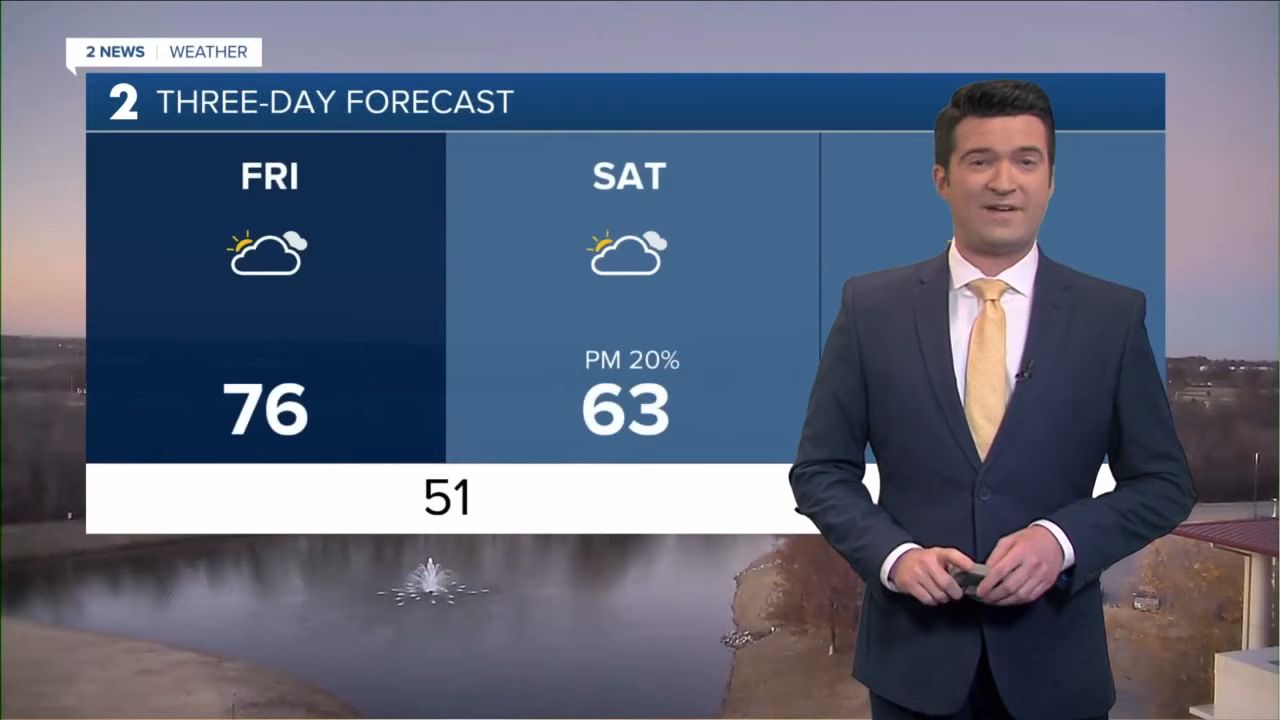 2 NEWS | WEATHER
2 THREE-DAY FORECAST
FRI
SAT
PM 20%
76
63
51